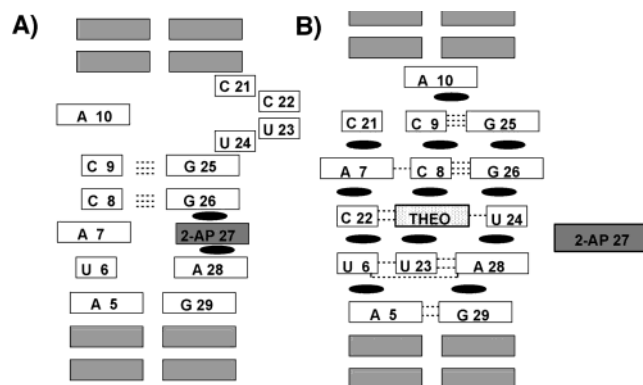 A)
C 21
C 22
A 10
U 23
U 24
C 9 G 25
C 8 G 26
A 7 2-AP 27
U 6 A 28
A 5 G 29
B)
A 10
C 21 C 9 G 25
A 7 C 8 G 26
C 22 THEO U 24
2-AP 27
U 6 U 23 A 28
A 5 G 29